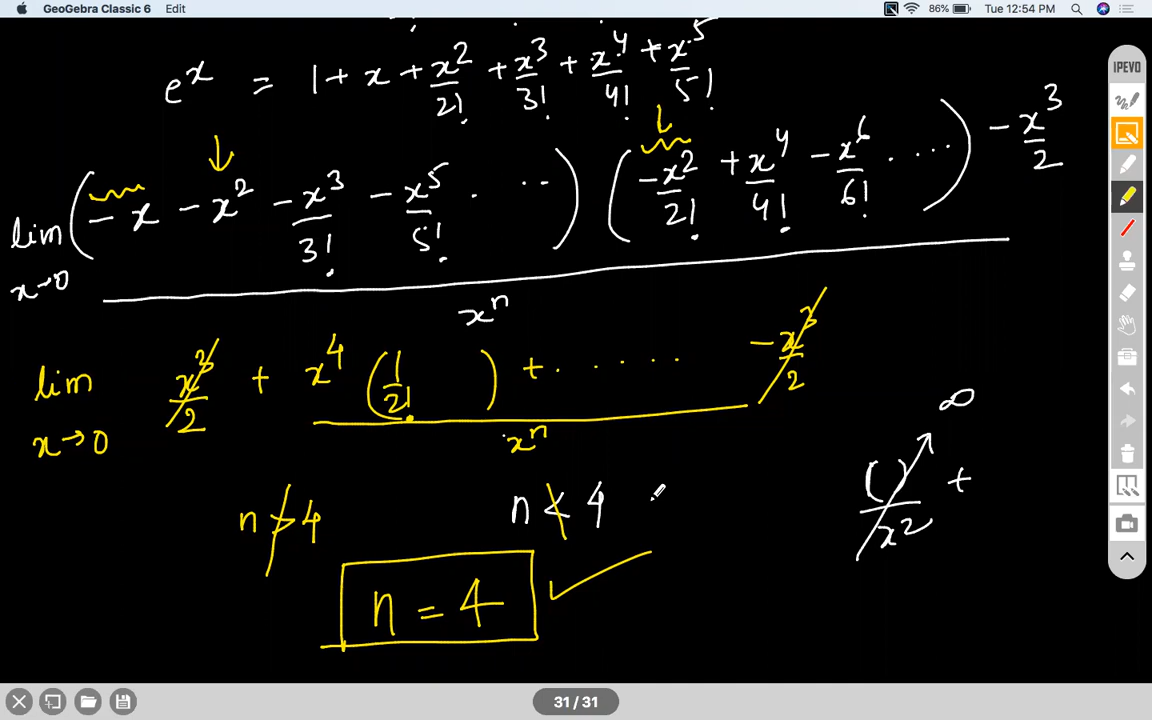 GeoGebra Classic 6 Edit 86% Tue 12:54 PM
IPEVO
e^x = 1 + x + x^2/2! + x^3/3! + x^4/4! + x^5/5!
lim x→0 (-x - x^2 - x^3/3! - x^5/5! . . .) (-x^2/2! + x^4/4! - x^6/6! . . . .) - x^3/2
x^n
lim x→0 x^3/2 + x^4 (1/2! ) + . . . . . - x^3/2
x^n
∞
n > 4 n < 4 ( )/x^2 +
n = 4
31 / 31